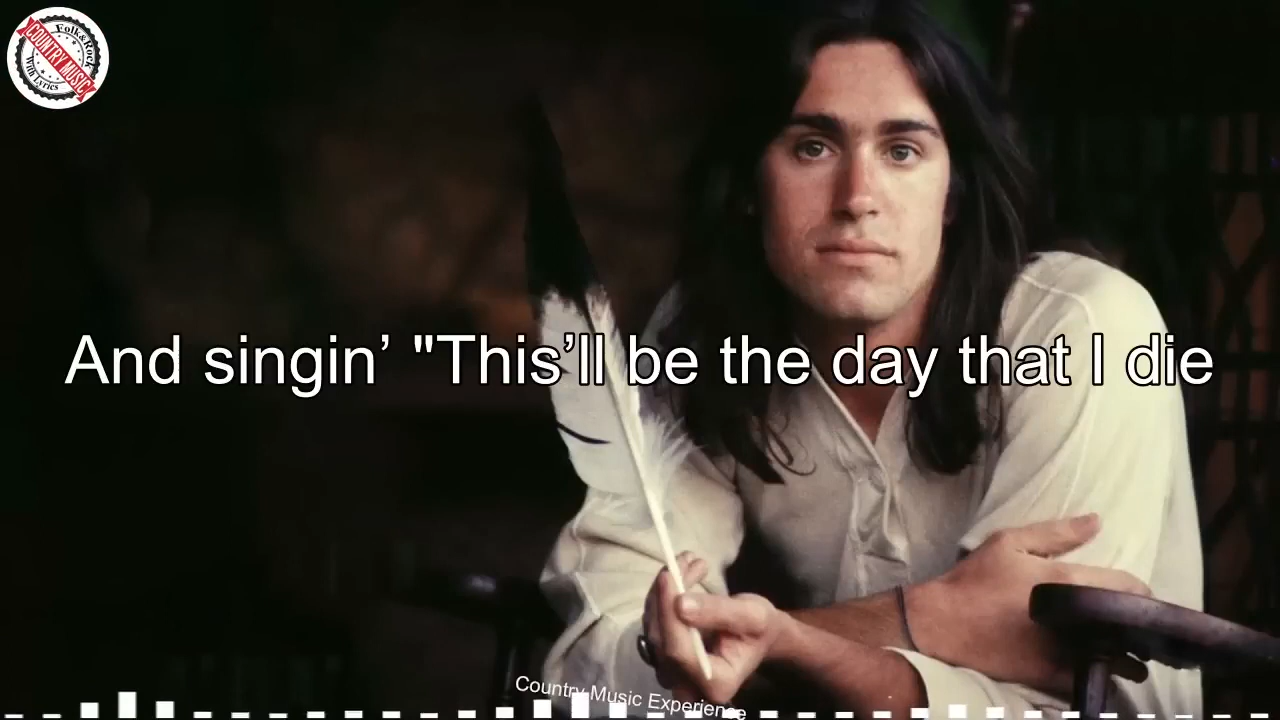 Folk&Rock
COUNTRY MUSIC
With Lyrics
And singin’ "This’ll be the day that I die
Country Music Experience